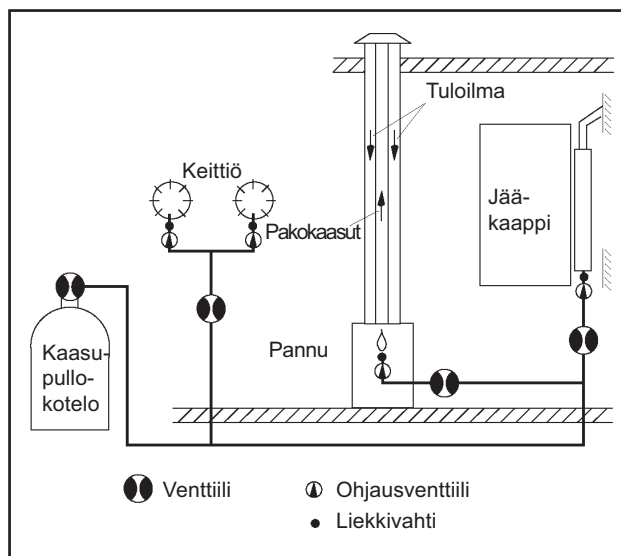 Tuloilma
Keittiö
Jää-
kaappi
Pakokaasut
Pannu
Kaasu-
pullo-
kotelo
Venttiili
Ohjausventtiili
Liekkivahti